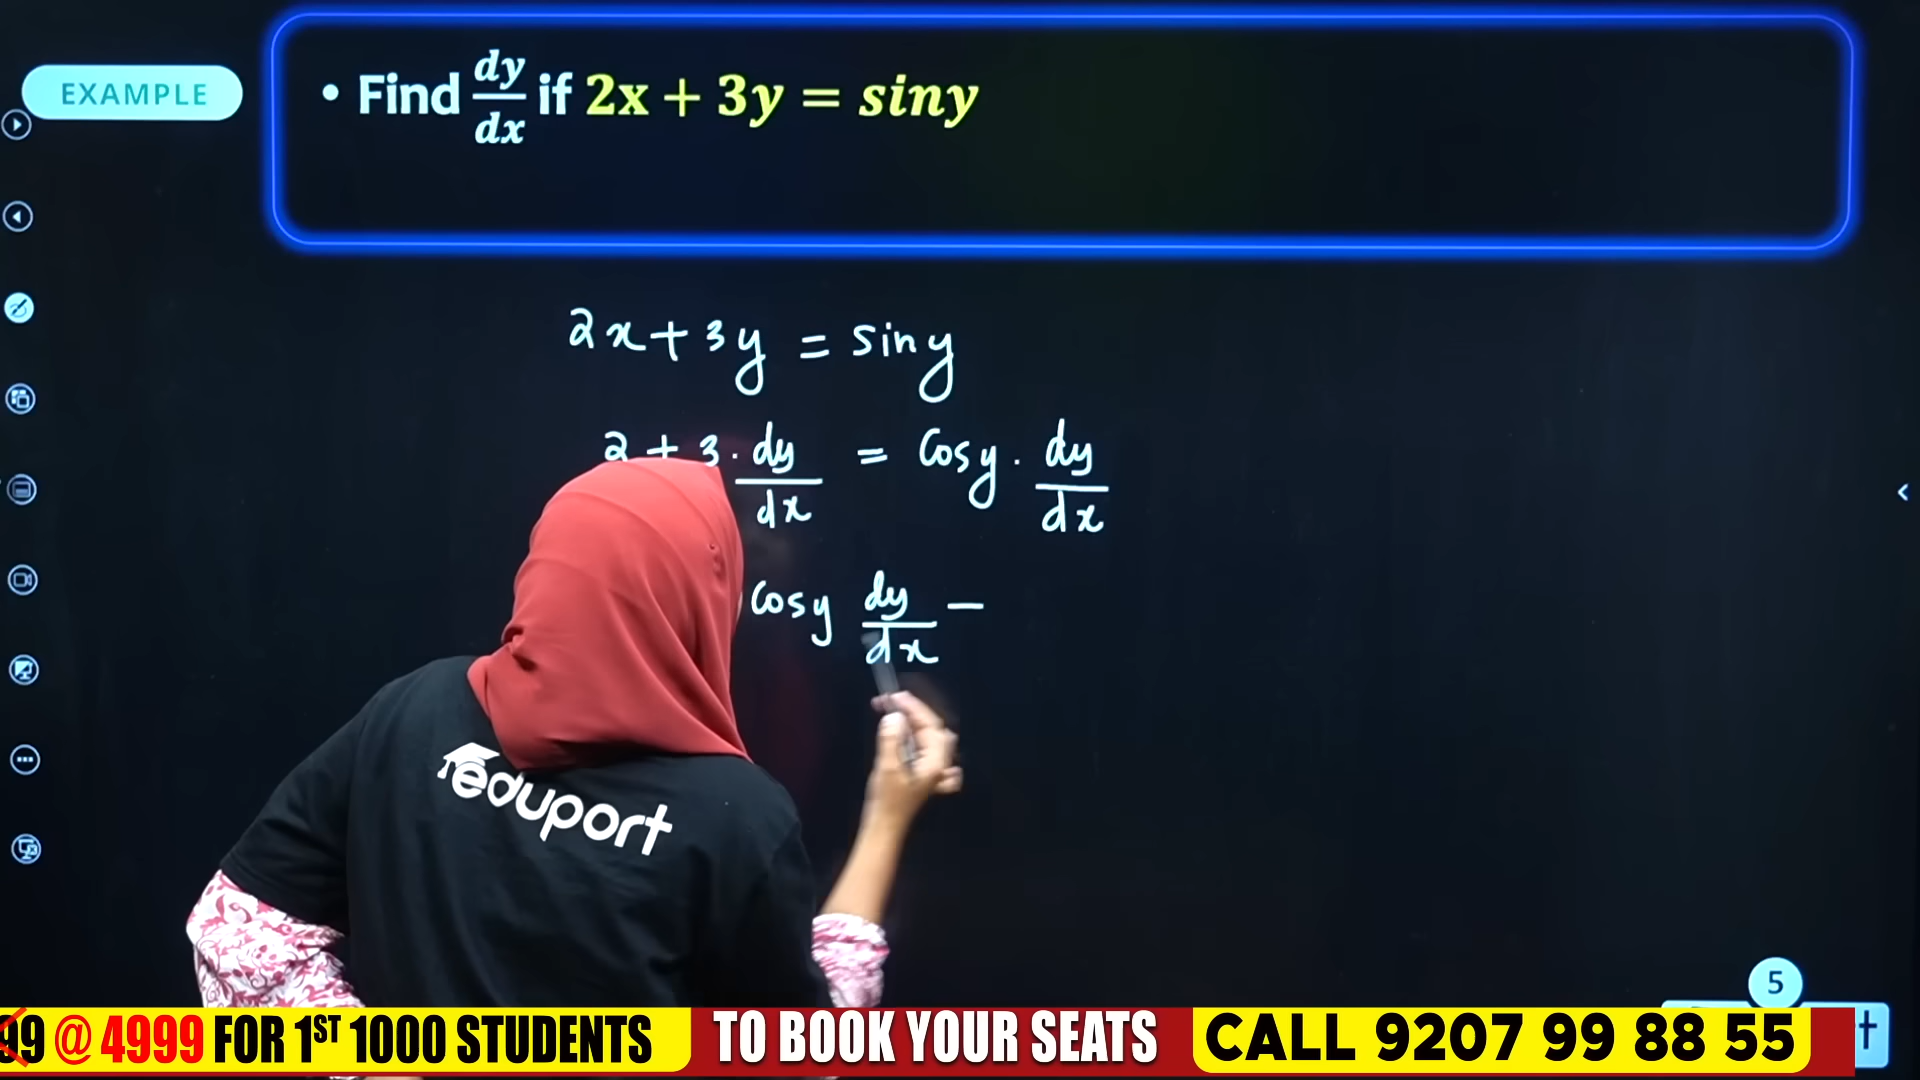 EXAMPLE
• Find dy/dx if 2x + 3y = siny
2x + 3y = siny
2 + 3 · dy/dx = Cosy · dy/dx
Cosy dy/dx −
eduport
5
99 @ 4999 FOR 1ST 1000 STUDENTS
TO BOOK YOUR SEATS
CALL 9207 99 88 55